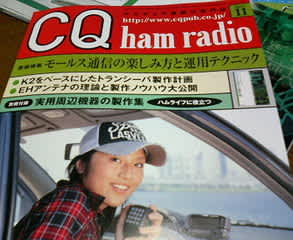 CQ ham radio
http://www.cqpub.co.jp/
11
モールス通信の楽しみ方と運用テクニック
●K2をベースにしたトランシーバ製作計画
●EHアンテナの理論と製作ノウハウ大公開
実用周辺機器の製作集
ハムライフに役立つ